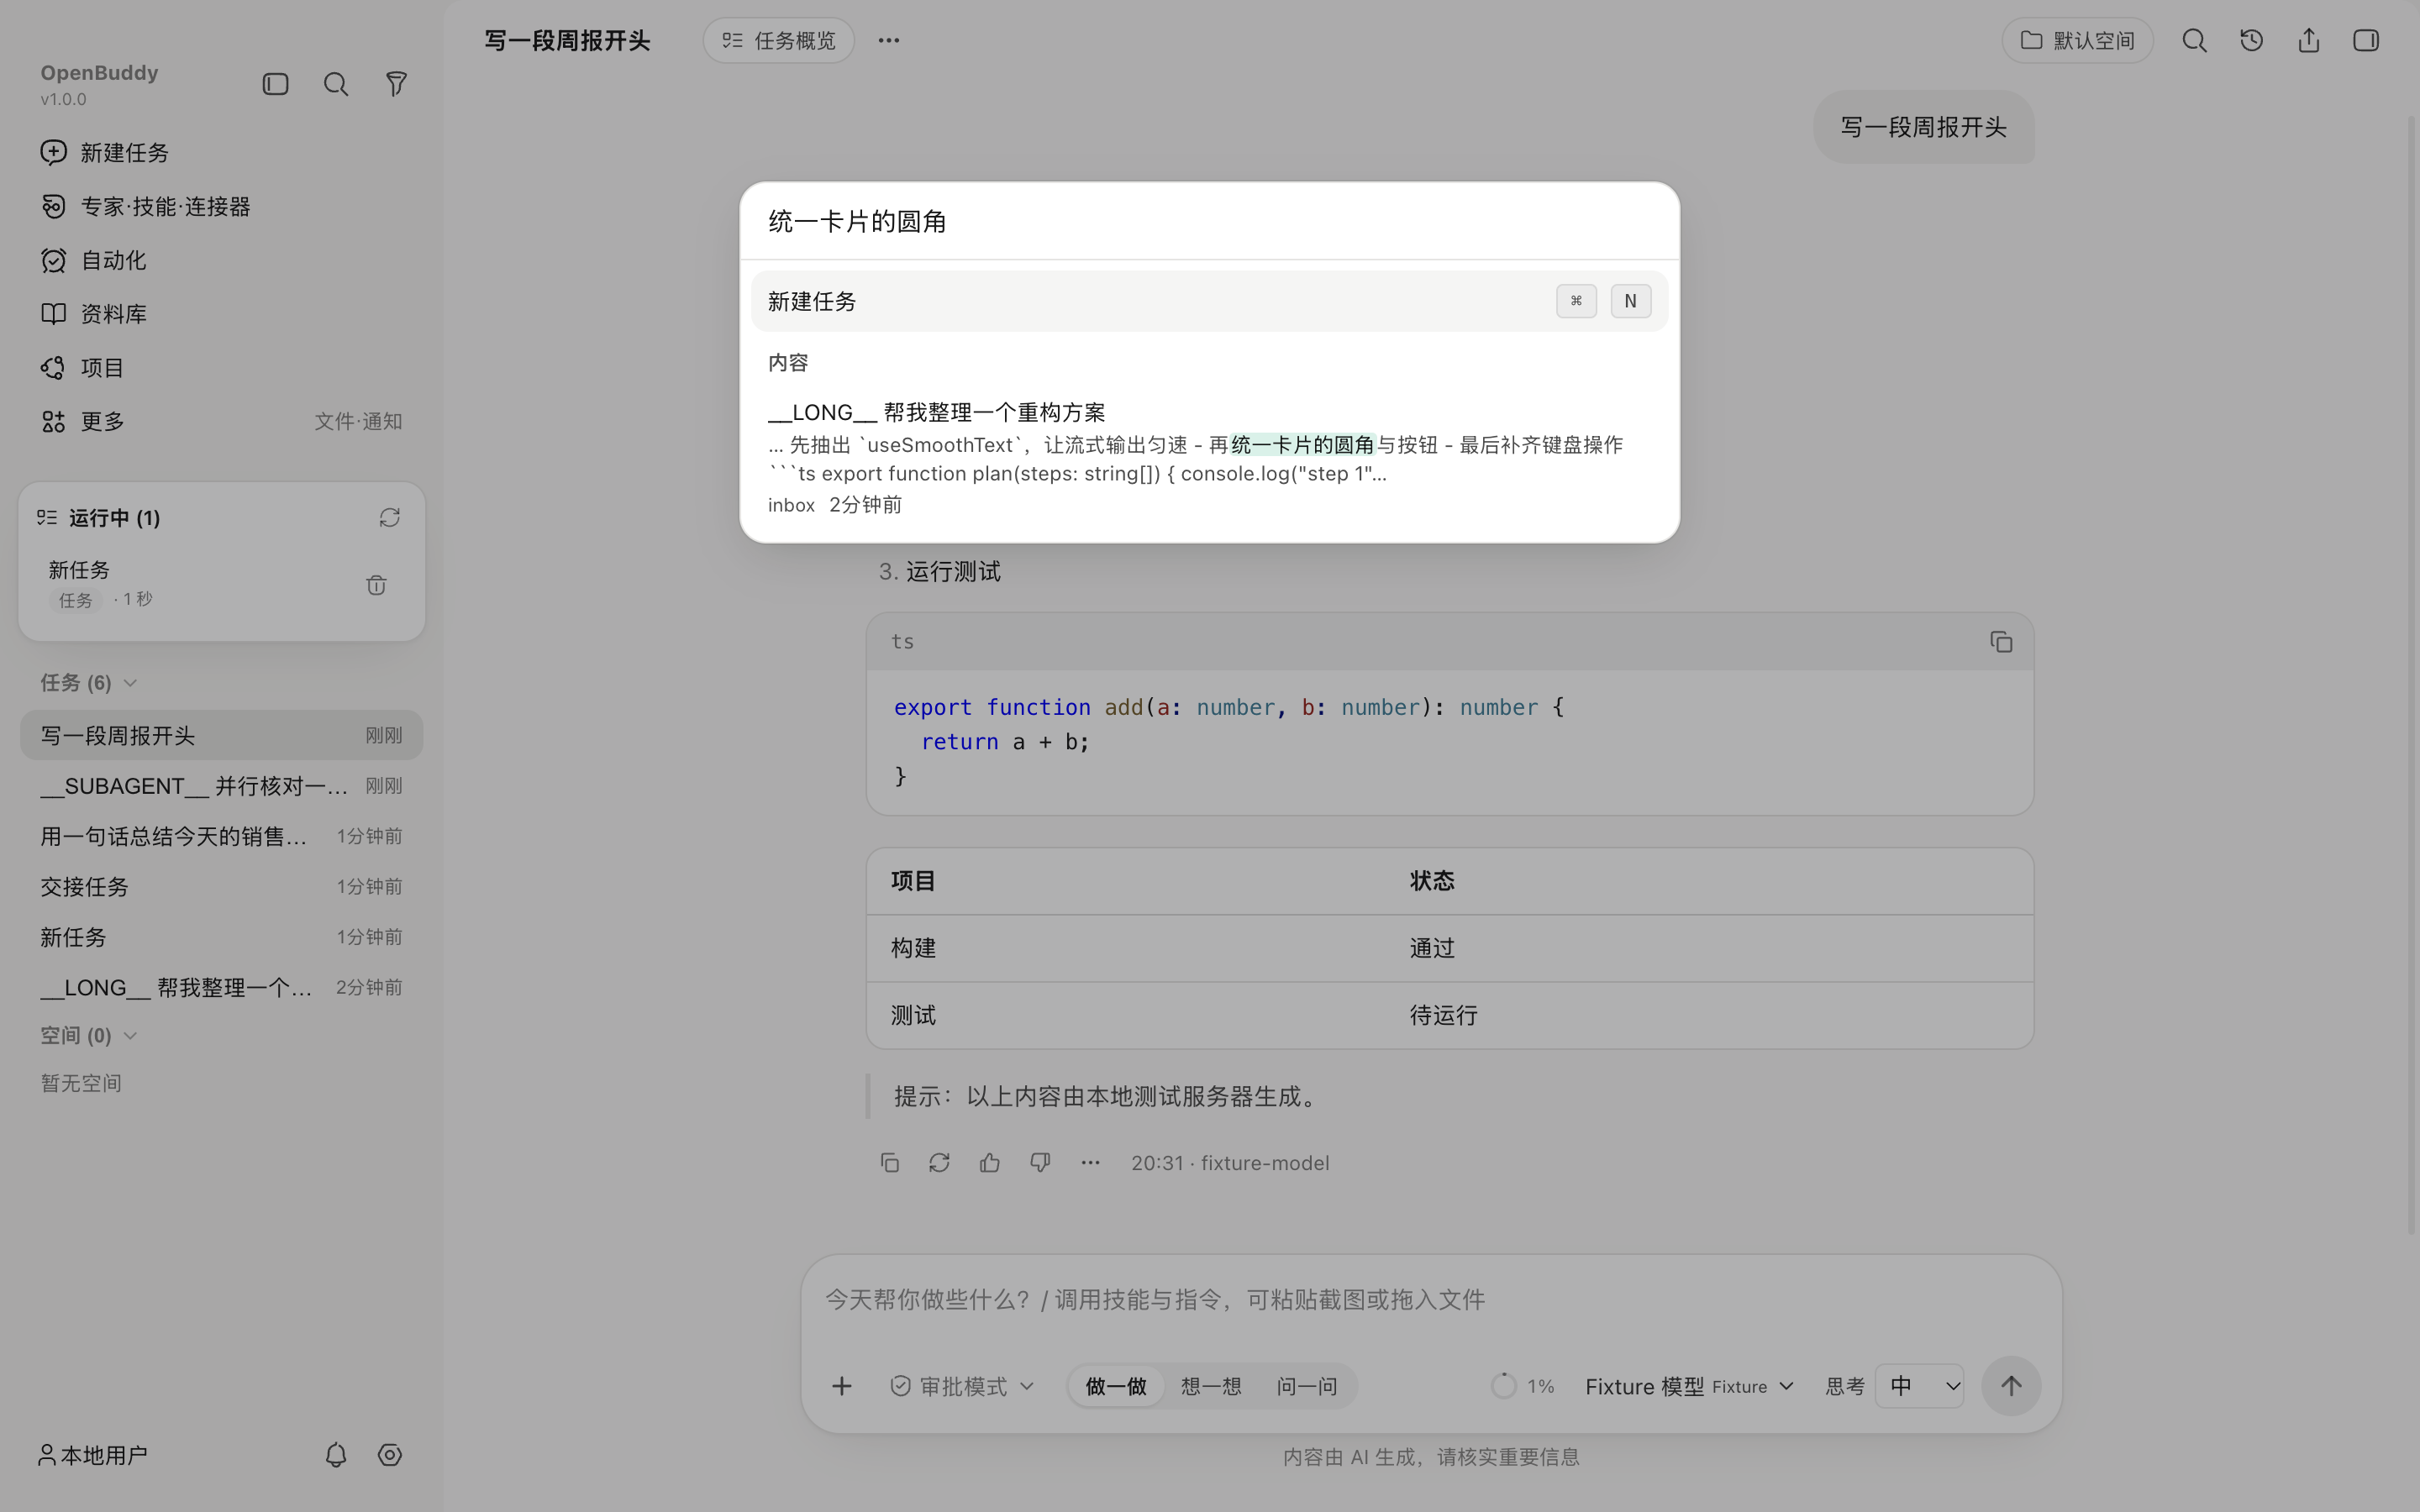 OpenBuddy
v1.0.0
新建任务
专家·技能·连接器
自动化
资料库
项目
更多 文件·通知
运行中 (1)
新任务
任务 · 1 秒
任务 (6)
写一段周报开头 刚刚
__SUBAGENT__ 并行核对一... 刚刚
用一句话总结今天的销售... 1分钟前
交接任务 1分钟前
新任务 1分钟前
__LONG__ 帮我整理一个... 2分钟前
空间 (0)
暂无空间
本地用户
写一段周报开头 任务概览 默认空间
写一段周报开头
统一卡片的圆角
新建任务 ⌘ N
内容
__LONG__ 帮我整理一个重构方案
... 先抽出 `useSmoothText`，让流式输出匀速 - 再统一卡片的圆角与按钮 - 最后补齐键盘操作
```ts export function plan(steps: string[]) { console.log("step 1"...
inbox 2分钟前
3. 运行测试
ts
export function add(a: number, b: number): number {
return a + b;
}
项目 状态
构建 通过
测试 待运行
提示：以上内容由本地测试服务器生成。
20:31 · fixture-model
今天帮你做些什么？/ 调用技能与指令，可粘贴截图或拖入文件
审批模式 做一做 想一想 问一问 1% Fixture 模型 Fixture 思考 中
内容由 AI 生成，请核实重要信息